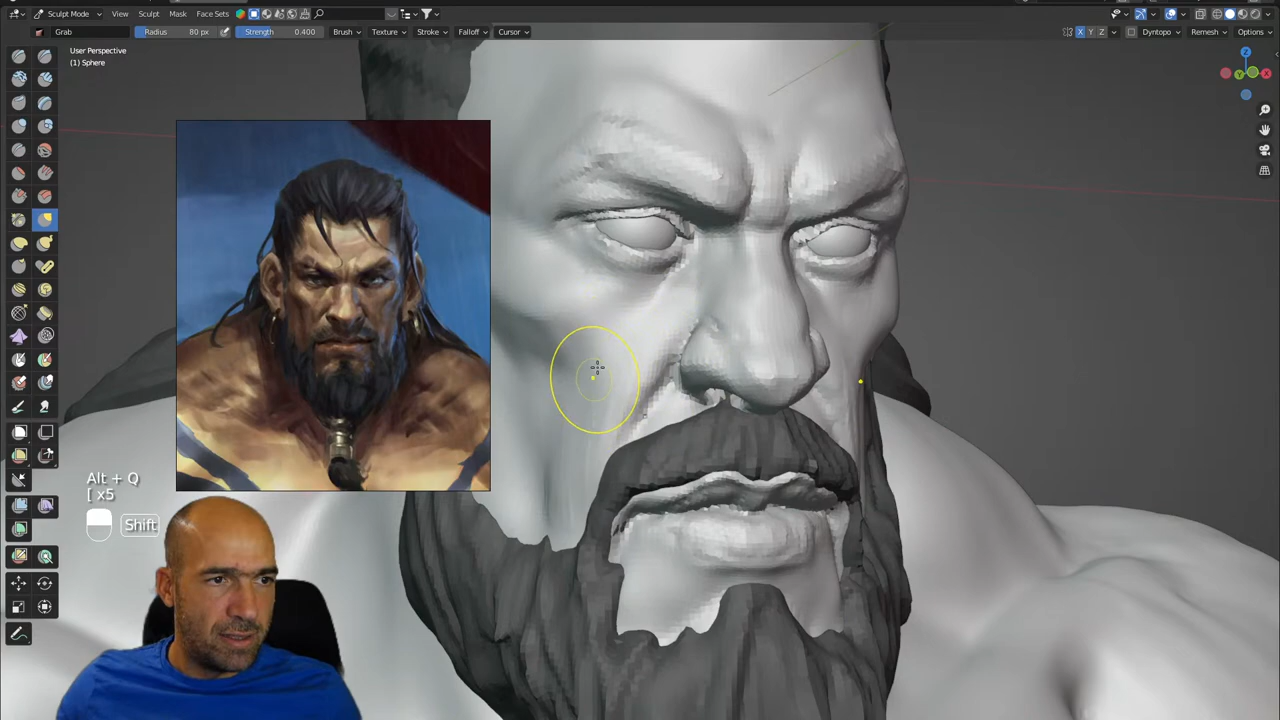 Sculpt Mode View Sculpt Mask Face Sets
Grab Radius 80 px Strength 0.400 Brush Texture Stroke Falloff Cursor X Y Z Dyntopo Remesh Options
User Perspective
(1) Sphere
Z
Y
X
Alt + Q
[ x5
Shift